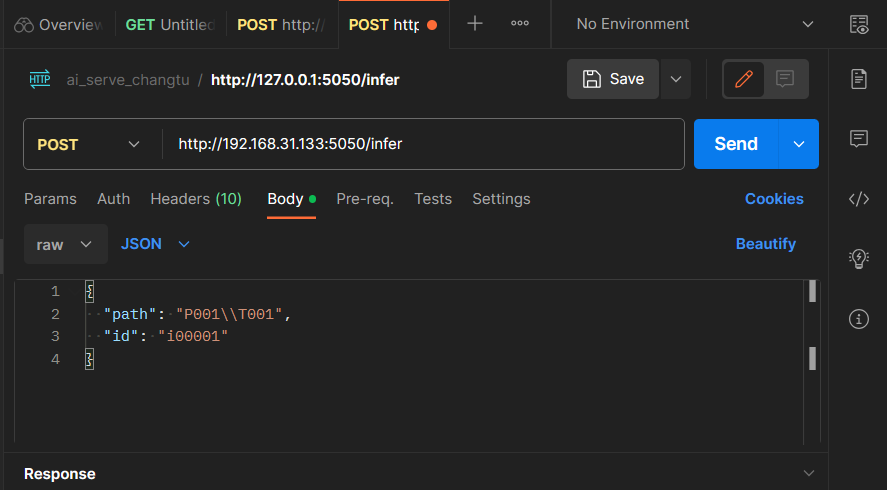 Overview GET Untitled POST http:// POST http No Environment
HTTP ai_serve_changtu / http://127.0.0.1:5050/infer Save
POST http://192.168.31.133:5050/infer Send
Params Auth Headers (10) Body Pre-req. Tests Settings Cookies
raw JSON Beautify
1 {
2 "path": "P001\\T001",
3 "id": "i00001"
4 }
Response